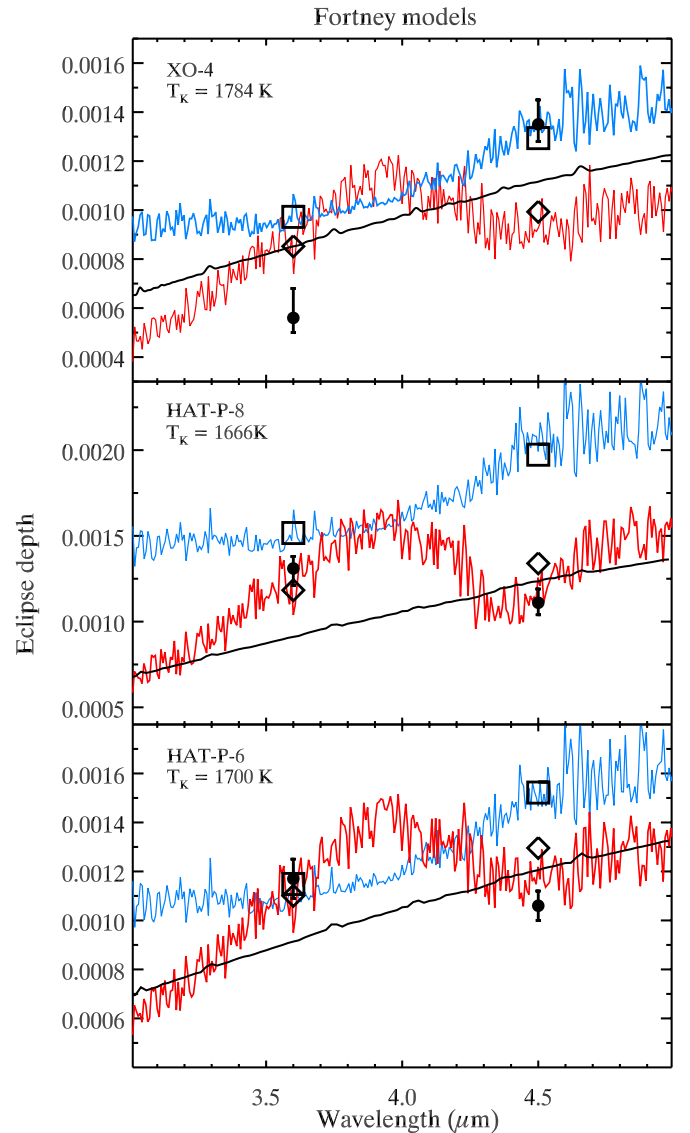 Fortney models
XO-4
T_K = 1784 K
0.0016
0.0014
0.0012
0.0010
0.0008
0.0006
0.0004
HAT-P-8
T_K = 1666K
0.0020
0.0015
0.0010
0.0005
Eclipse depth
HAT-P-6
T_K = 1700 K
0.0016
0.0014
0.0012
0.0010
0.0008
0.0006
3.5 4.0 4.5
Wavelength (μm)